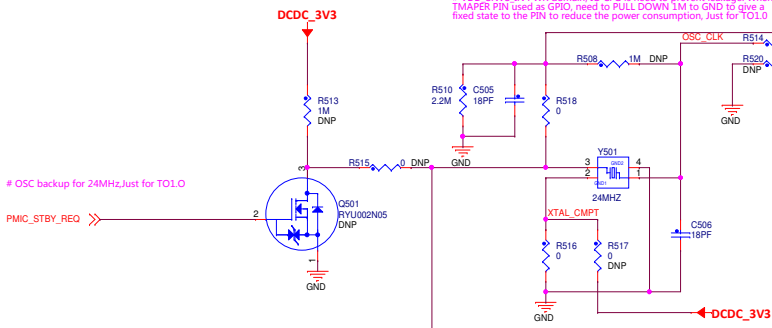 TMAPER PIN used as GPIO, need to PULL DOWN 1M to GND to give a
fixed state to the PIN to reduce the power consumption, Just for TO1.0
DCDC_3V3
OSC_CLK
R514
R508
1M
DNP
R520
DNP
R510
2.2M
C505
18PF
R518
0
GND
R513
1M
DNP
GND
Y501
R515
0
DNP
3
GND2
4
2
GND1
1
24MHZ
3
# OSC backup for 24MHz,Just for TO1.O
Q501
RYU002N05
DNP
PMIC_STBY_REQ
2
XTAL_CMPT
C506
18PF
R516
0
R517
0
DNP
1
GND
GND
DCDC_3V3